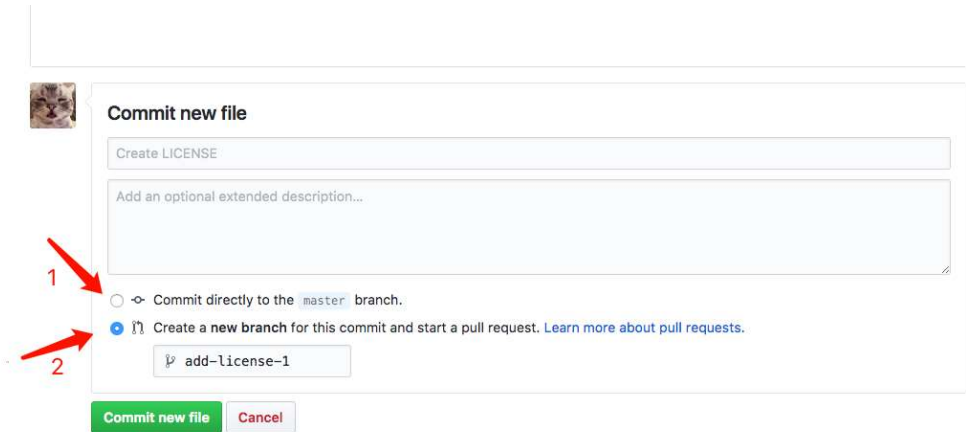 Commit new file
Create LICENSE
Add an optional extended description...
1
Commit directly to the master branch.
Create a new branch for this commit and start a pull request. Learn more about pull requests.
2
add-license-1
Commit new file
Cancel